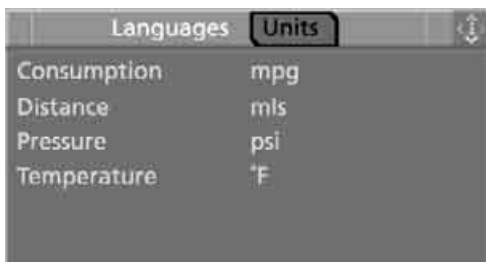 Languages Units
Consumption mpg
Distance mls
Pressure psi
Temperature °F